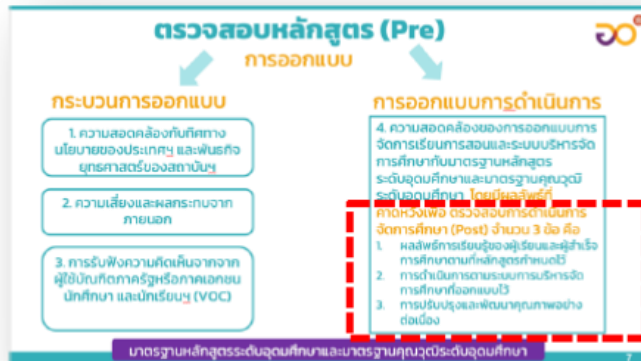 ตรวจสอบหลักสูตร (Pre)
การออกแบบ
กระบวนการออกแบบ
1. ความสอดคล้องกับทิศทาง
นโยบายของประเทศฯ และพันธกิจ
ยุทธศาสตร์ของสถาบันฯ
2. ความเสี่ยงและผลกระทบจาก
ภายนอก
3. การรับฟังความคิดเห็นจากจาก
ผู้ใช้บัณฑิตภาครัฐหรือภาคเอกชน
นักศึกษา และนักเรียนฯ (VOC)
การออกแบบการดำเนินการ
4. ความสอดคล้องของการออกแบบการ
จัดการเรียนการสอนและระบบบริหารจัด
การศึกษากับมาตรฐานหลักสูตร
ระดับอุดมศึกษาและมาตรฐานคุณวุฒิ
ระดับอุดมศึกษา โดยมีผลลัพธ์ที่
คาดหวังเพื่อ ตรวจสอบการดำเนินการ
จัดการศึกษา (Post) จำนวน 3 ข้อ คือ
1. ผลลัพธ์การเรียนรู้ของผู้เรียนและผู้สำเร็จ
การศึกษาตามที่หลักสูตรกำหนดไว้
2. การดำเนินการตามระบบการบริหารจัด
การศึกษาที่ออกแบบไว้
3. การปรับปรุงและพัฒนาคุณภาพอย่าง
ต่อเนื่อง
มาตรฐานหลักสูตรระดับอุดมศึกษาและมาตรฐานคุณวุฒิระดับอุดมศึกษา